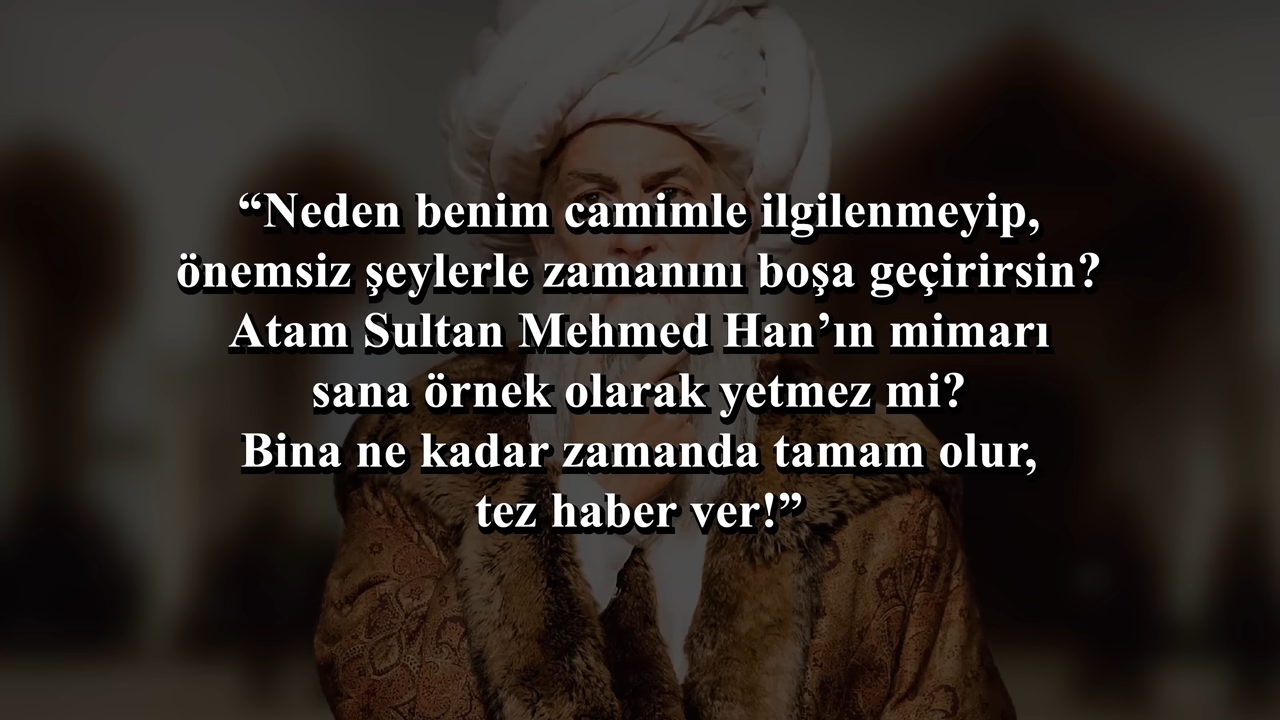 “Neden benim camimle ilgilenmeyip,
önemsiz şeylerle zamanını boşa geçirirsin?
Atam Sultan Mehmed Han’ın mimarı
sana örnek olarak yetmez mi?
Bina ne kadar zamanda tamam olur,
tez haber ver!”